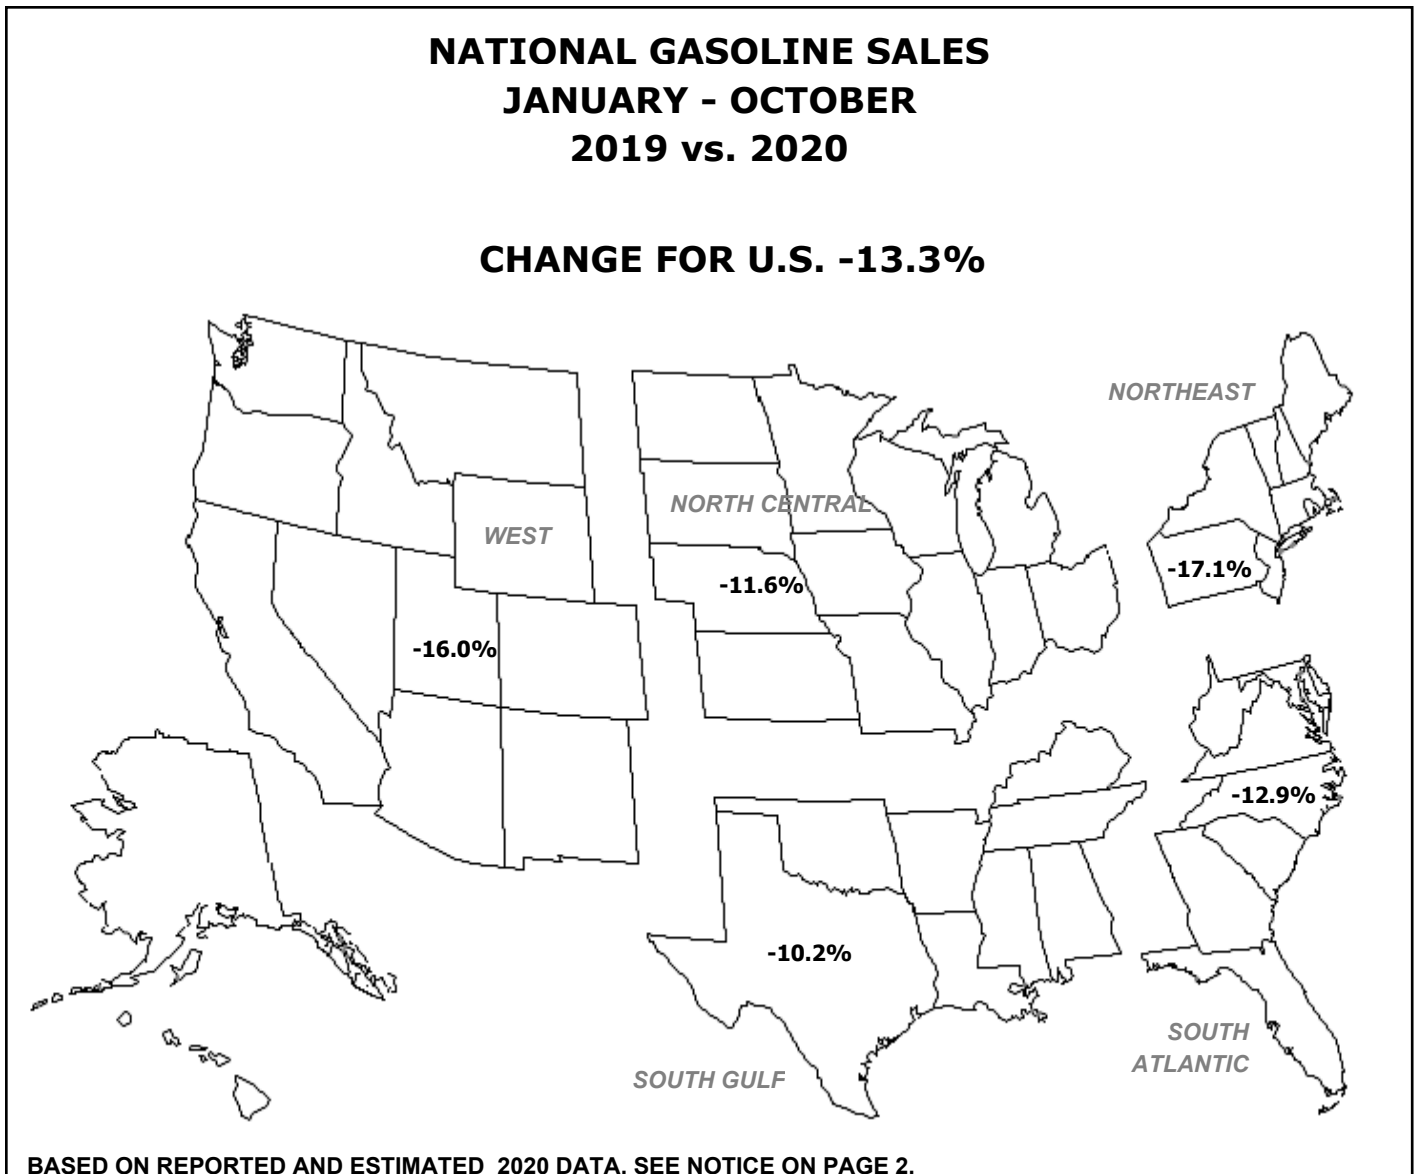 NATIONAL GASOLINE SALES
JANUARY - OCTOBER
2019 vs. 2020
CHANGE FOR U.S. -13.3%
NORTHEAST
NORTH CENTRAL
WEST
-17.1%
-11.6%
-16.0%
-12.9%
-10.2%
SOUTH
ATLANTIC
SOUTH GULF
BASED ON REPORTED AND ESTIMATED  2020 DATA. SEE NOTICE ON PAGE 2.